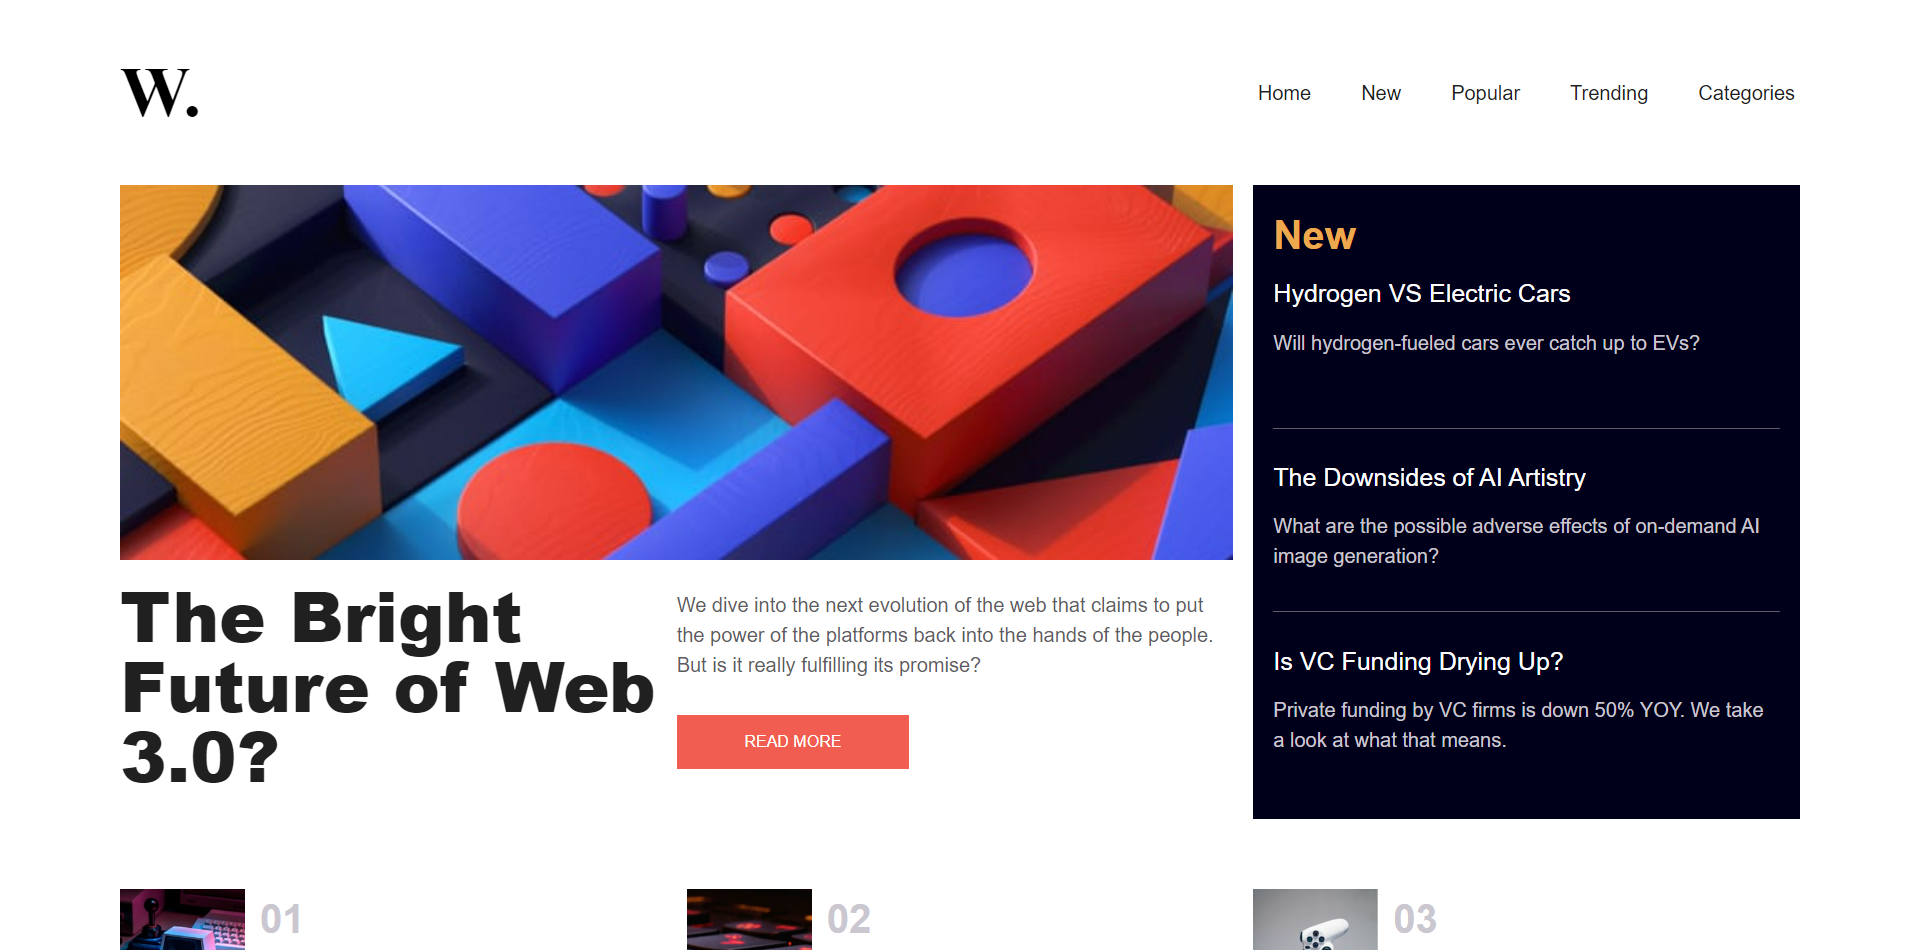 W.
Home New Popular Trending Categories
The Bright
Future of Web
3.0?
We dive into the next evolution of the web that claims to put
the power of the platforms back into the hands of the people.
But is it really fulfilling its promise?
READ MORE
New
Hydrogen VS Electric Cars
Will hydrogen-fueled cars ever catch up to EVs?
The Downsides of AI Artistry
What are the possible adverse effects of on-demand AI
image generation?
Is VC Funding Drying Up?
Private funding by VC firms is down 50% YOY. We take
a look at what that means.
01
02
03